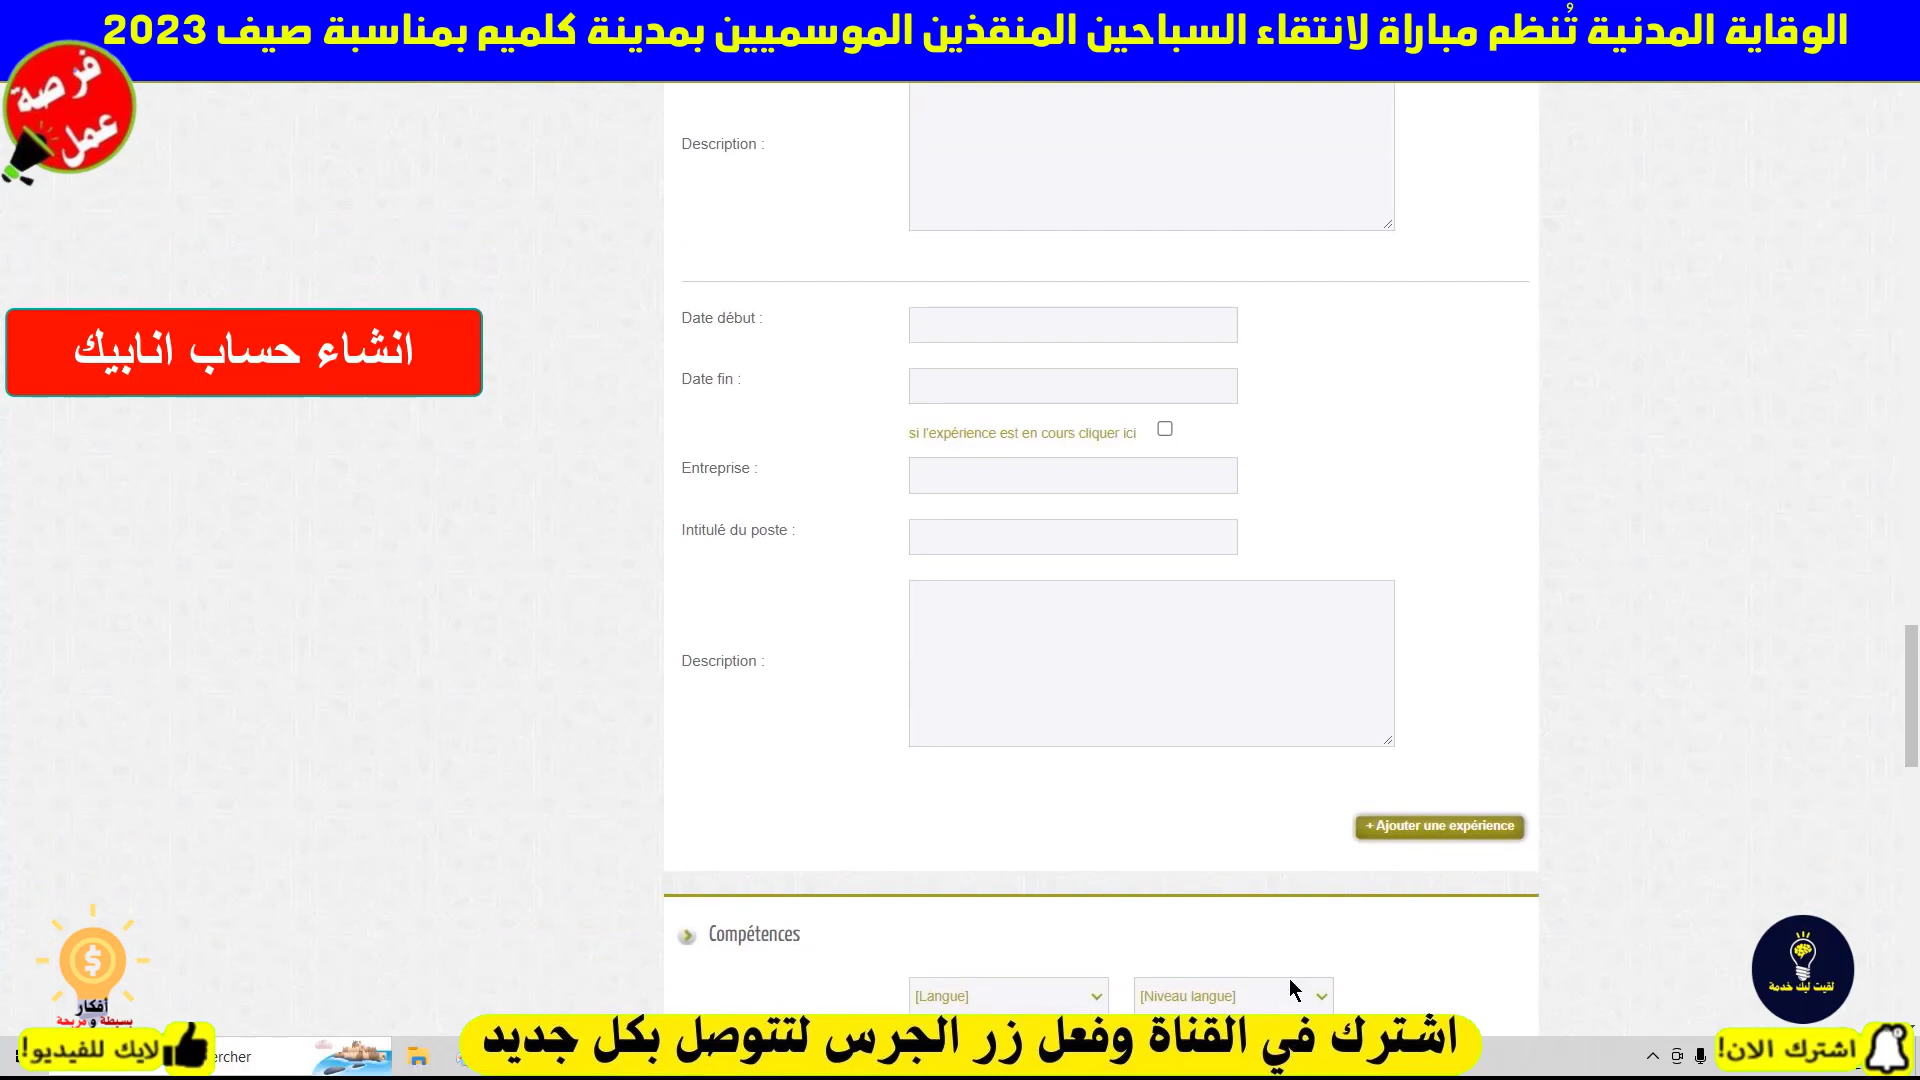 الوقاية المدنية تُنظم مباراة لانتقاء السباحين المنقذين الموسميين بمدينة كلميم بمناسبة صيف 2023
فرصة
عمل
Description :
انشاء حساب انابيك
Date début :
Date fin :
si l'expérience est en cours cliquer ici
Entreprise :
Intitulé du poste :
Description :
+ Ajouter une expérience
Compétences
[Langue]
[Niveau langue]
$
أفكار
بسيطة و مربحة
لقيت ليك خدمة
اشترك في القناة وفعل زر الجرس لتتوصل بكل جديد
لايك للفيديو!
ercher
اشترك الان!